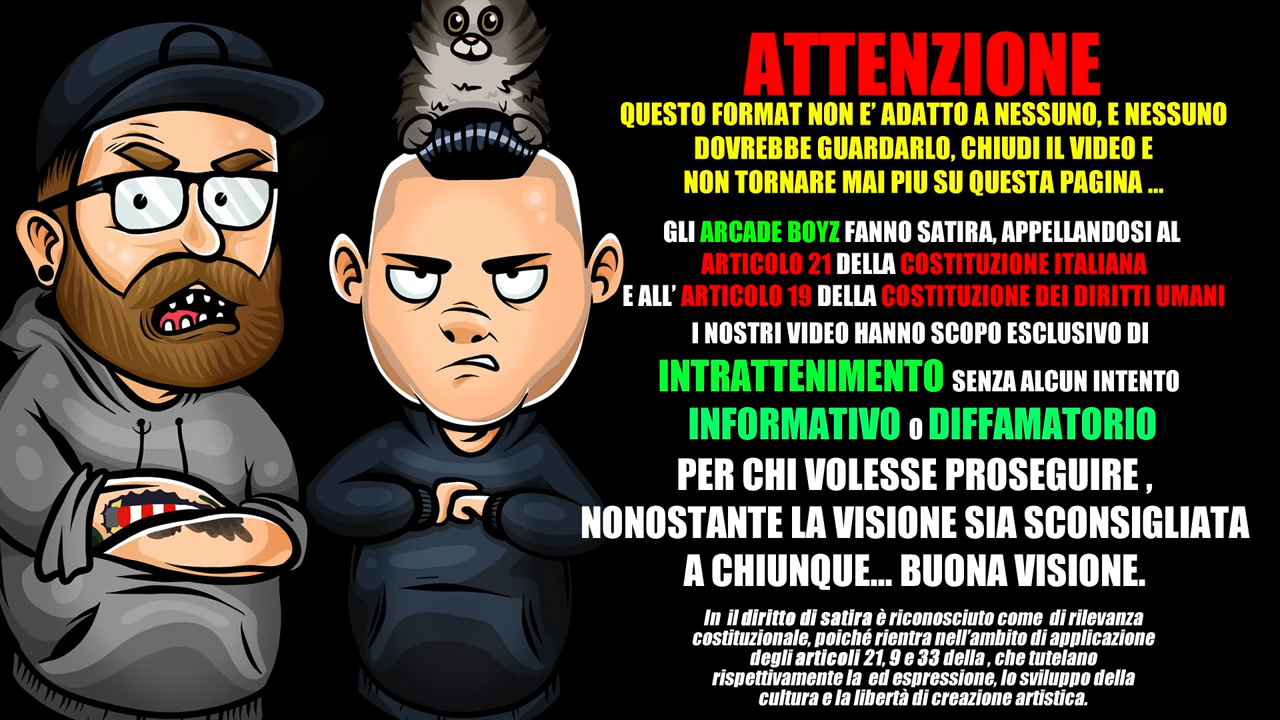 ATTENZIONE
QUESTO FORMAT NON E' ADATTO A NESSUNO, E NESSUNO
DOVREBBE GUARDARLO, CHIUDI IL VIDEO E
NON TORNARE MAI PIU SU QUESTA PAGINA ...
GLI ARCADE BOYZ FANNO SATIRA, APPELLANDOSI AL
ARTICOLO 21 DELLA COSTITUZIONE ITALIANA
E ALL' ARTICOLO 19 DELLA COSTITUZIONE DEI DIRITTI UMANI
I NOSTRI VIDEO HANNO SCOPO ESCLUSIVO DI
INTRATTENIMENTO SENZA ALCUN INTENTO
INFORMATIVO O DIFFAMATORIO
PER CHI VOLESSE PROSEGUIRE ,
NONOSTANTE LA VISIONE SIA SCONSIGLIATA
A CHIUNQUE... BUONA VISIONE.
In il diritto di satira è riconosciuto come di rilevanza
costituzionale, poiché rientra nell'ambito di applicazione
degli articoli 21, 9 e 33 della , che tutelano
rispettivamente la ed espressione, lo sviluppo della
cultura e la libertà di creazione artistica.